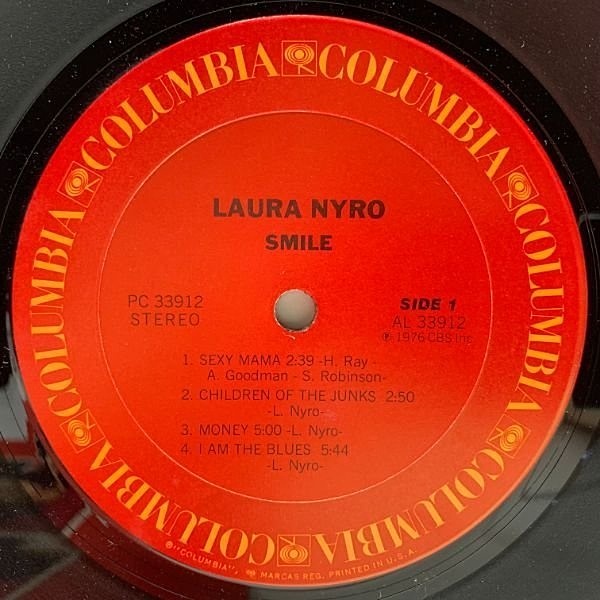 COLUMBIA COLUMBIA COLUMBIA COLUMBIA COLUMBIA COLUMBIA
LAURA NYRO
SMILE
PC 33912
STEREO
SIDE 1
AL 33912
℗ 1976 CBS Inc.
1. SEXY MAMA 2:39 -H. Ray -
A. Goodman - S. Robinson-
2. CHILDREN OF THE JUNKS 2:50
-L. Nyro-
3. MONEY 5:00 -L. Nyro-
4. I AM THE BLUES 5:44
-L. Nyro-
®"COLUMBIA", MARCAS REG. PRINTED IN U.S.A.